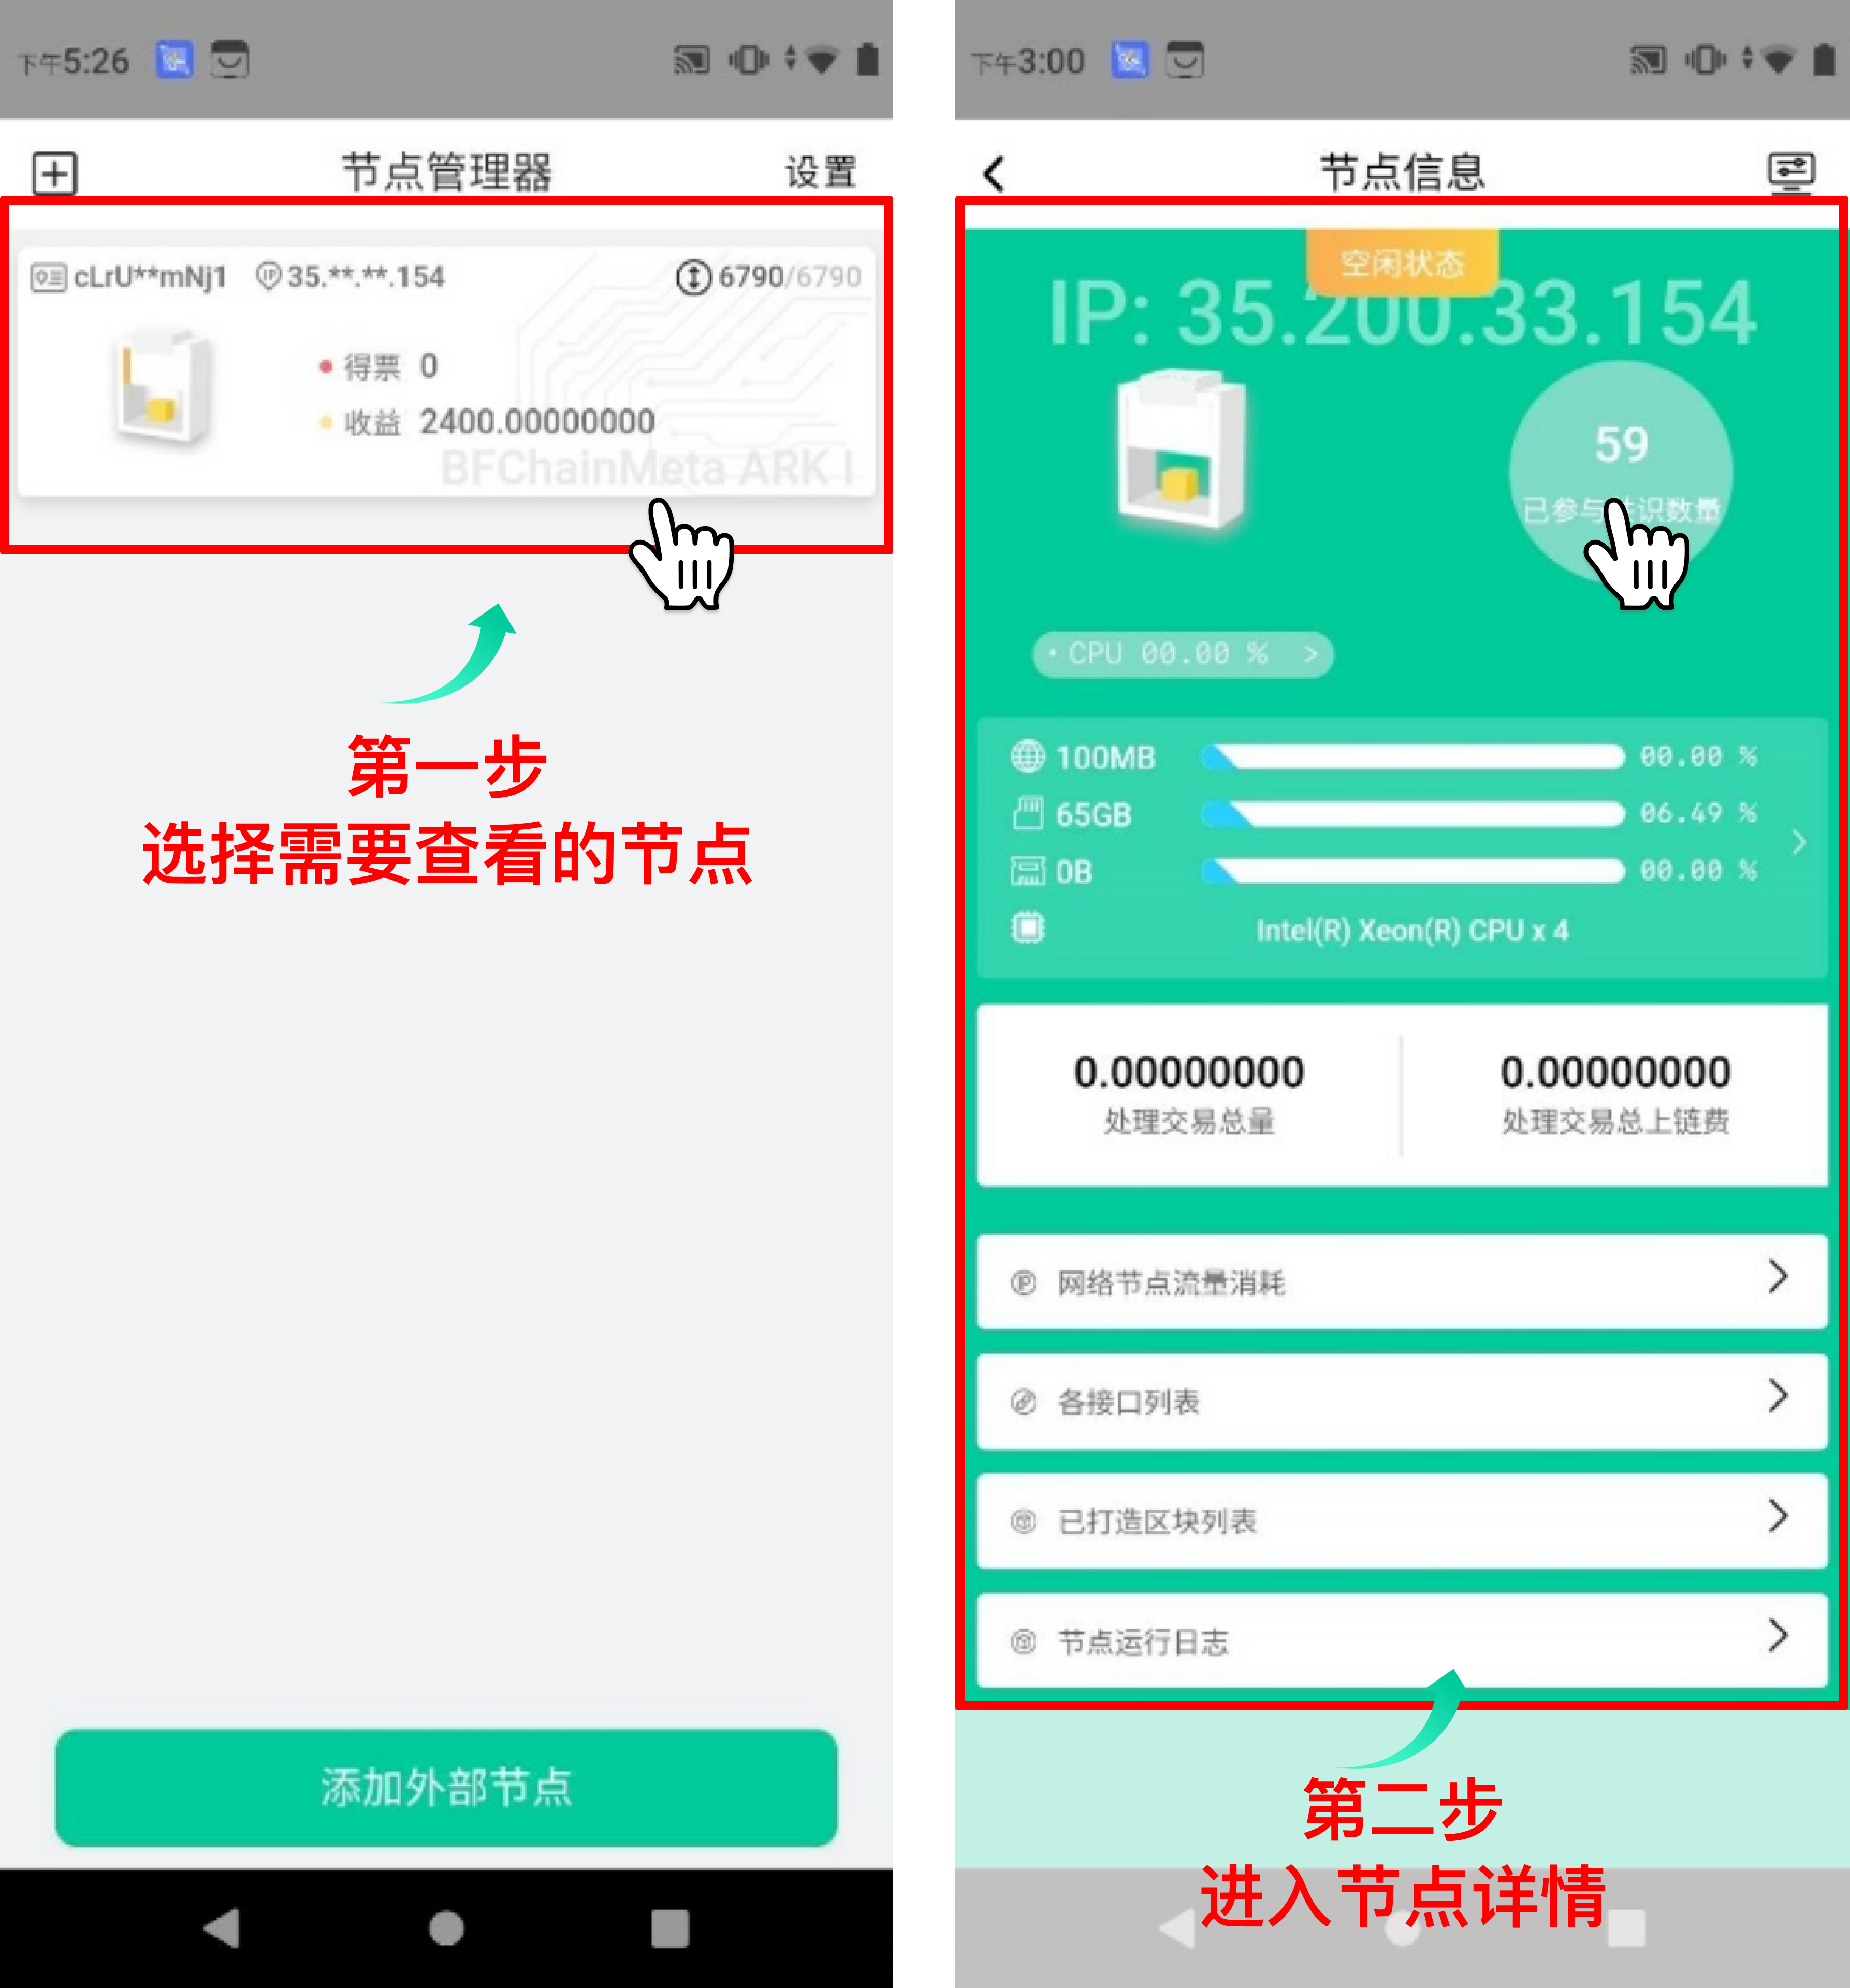 下午5:26
节点管理器
设置
cLrU**mNj1
IP
35.**.**.154
6790/6790
得票 0
收益 2400.00000000
BFChainMeta ARK I
第一步
选择需要查看的节点
添加外部节点
下午3:00
节点信息
空闲状态
IP: 35.200.33.154
59
已参与共识数量
• CPU 00.00 % >
100MB 00.00 %
65GB 06.49 %
0B 00.00 %
Intel(R) Xeon(R) CPU x 4
0.00000000
处理交易总量
0.00000000
处理交易总上链费
网络节点流量消耗
各接口列表
已打造区块列表
节点运行日志
第二步
进入节点详情